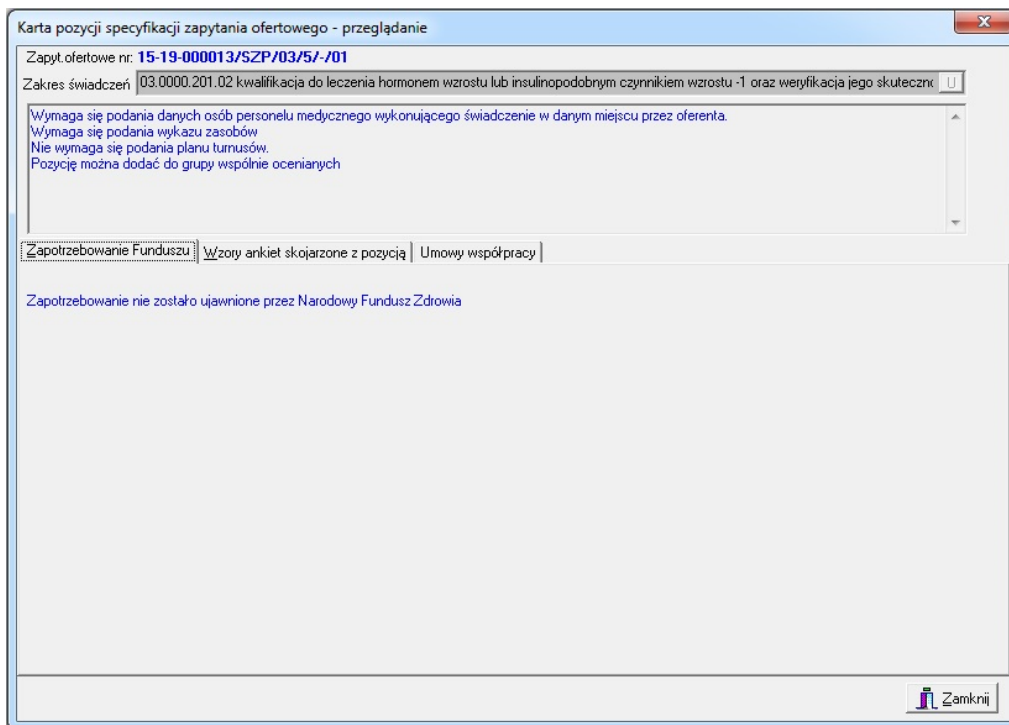 Karta pozycji specyfikacji zapytania ofertowego - przeglądanie
Zapyt.ofertowe nr: 15-19-000013/SZP/03/5/-/01
Zakres świadczeń 03.0000.201.02 kwalifikacja do leczenia hormonem wzrostu lub insulinopodobnym czynnikiem wzrostu -1 oraz weryfikacja jego skuteczno U
Wymaga się podania danych osób personelu medycznego wykonującego świadczenie w danym miejscu przez oferenta.
Wymaga się podania wykazu zasobów
Nie wymaga się podania planu turnusów.
Pozycję można dodać do grupy wspólnie ocenianych
Zapotrzebowanie Funduszu Wzory ankiet skojarzone z pozycją Umowy współpracy
Zapotrzebowanie nie zostało ujawnione przez Narodowy Fundusz Zdrowia
Zamknij